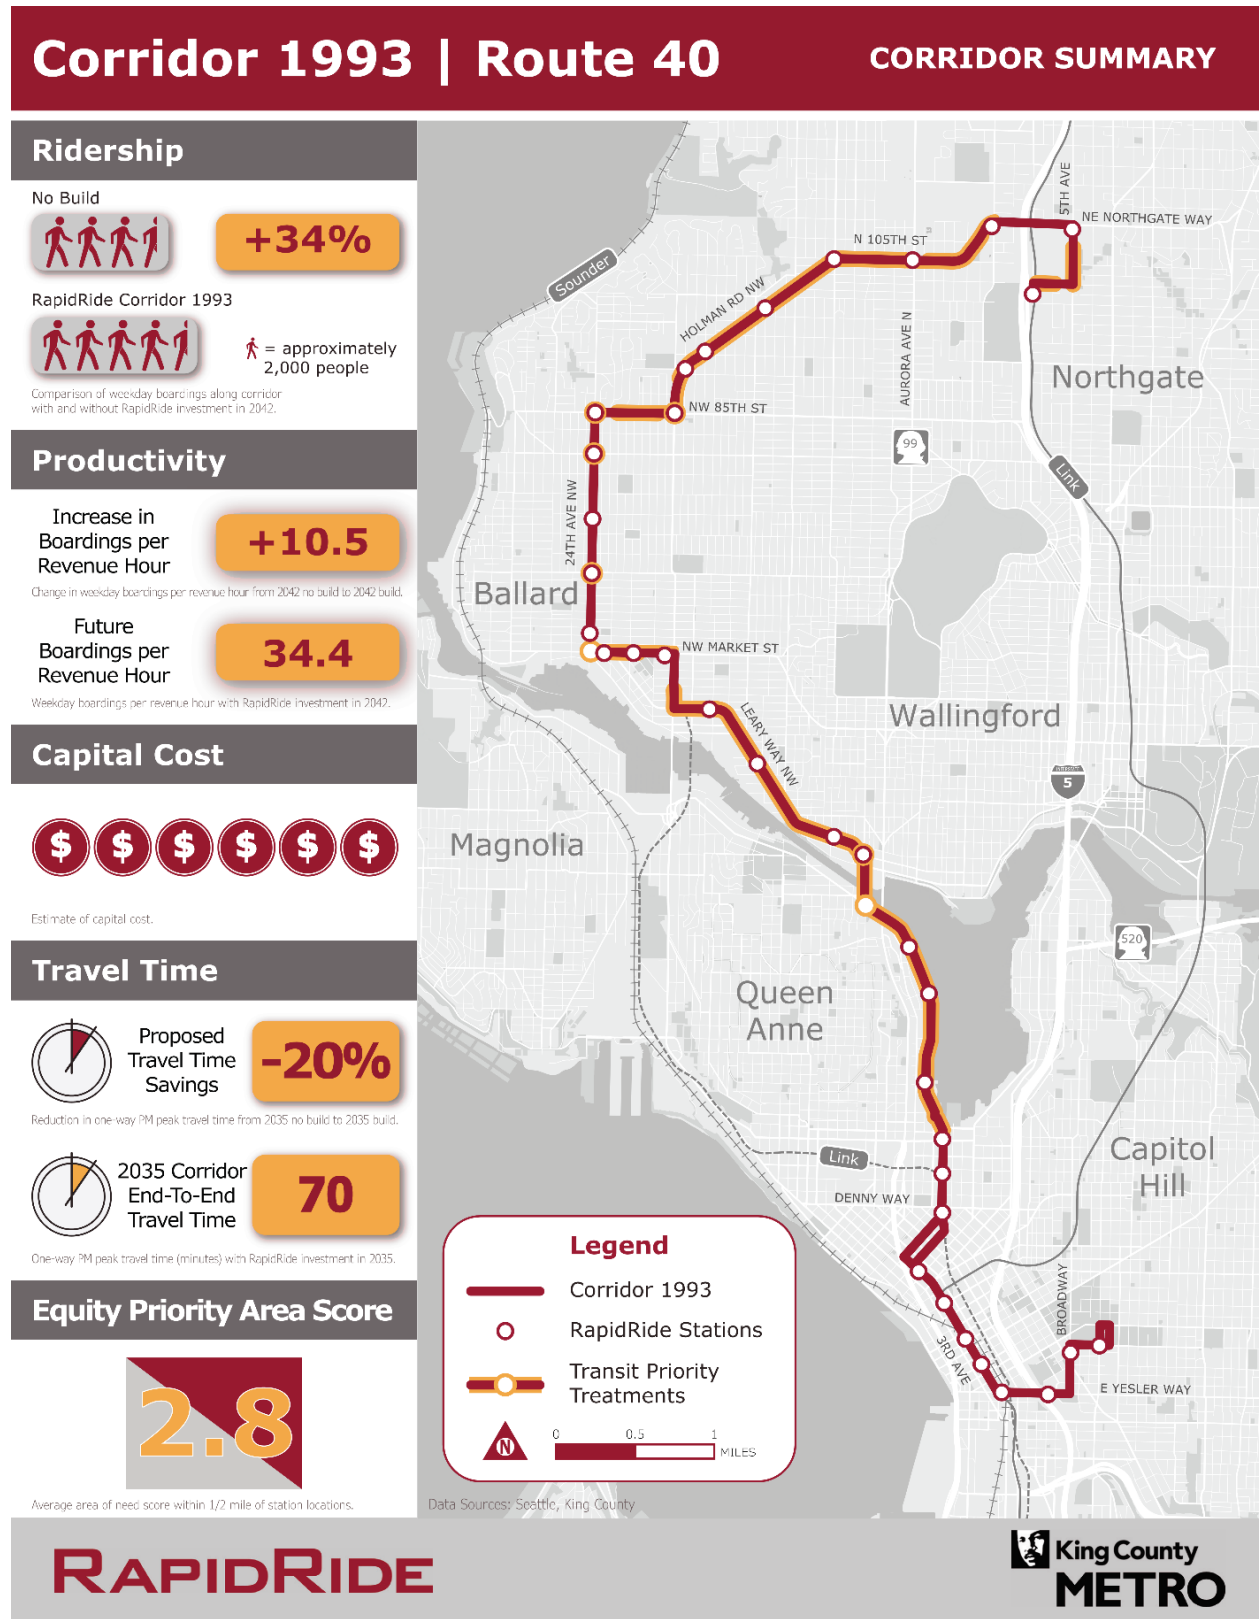 Corridor 1993 | Route 40
CORRIDOR SUMMARY
Ridership
No Build
+34%
RapidRide Corridor 1993
= approximately
2,000 people
Comparison of weekday boardings along corridor
with and without RapidRide investment in 2042.
Productivity
Increase in
Boardings per
Revenue Hour
+10.5
Change in weekday boardings per revenue hour from 2042 no build to 2042 build.
Future
Boardings per
Revenue Hour
34.4
Weekday boardings per revenue hour with RapidRide investment in 2042.
Capital Cost
$ $ $ $ $ $
Estimate of capital cost.
Travel Time
Proposed
Travel Time
Savings
-20%
Reduction in one-way PM peak travel time from 2035 no build to 2035 build.
2035 Corridor
End-To-End
Travel Time
70
One-way PM peak travel time (minutes) with RapidRide investment in 2035.
Equity Priority Area Score
2.8
Average area of need score within 1/2 mile of station locations.
5TH AVE
NE NORTHGATE WAY
N 105TH ST
Sounder
HOLMAN RD NW
AURORA AVE N
Northgate
NW 85TH ST
99
Link
24TH AVE NW
Ballard
NW MARKET ST
LEARY WAY NW
Wallingford
5
Magnolia
520
Queen
Anne
Capitol
Hill
Link
DENNY WAY
BROADWAY
3RD AVE
E YESLER WAY
Legend
Corridor 1993
RapidRide Stations
Transit Priority
Treatments
N
0 0.5 1
MILES
Data Sources: Seattle, King County
RAPIDRIDE
King County
METRO